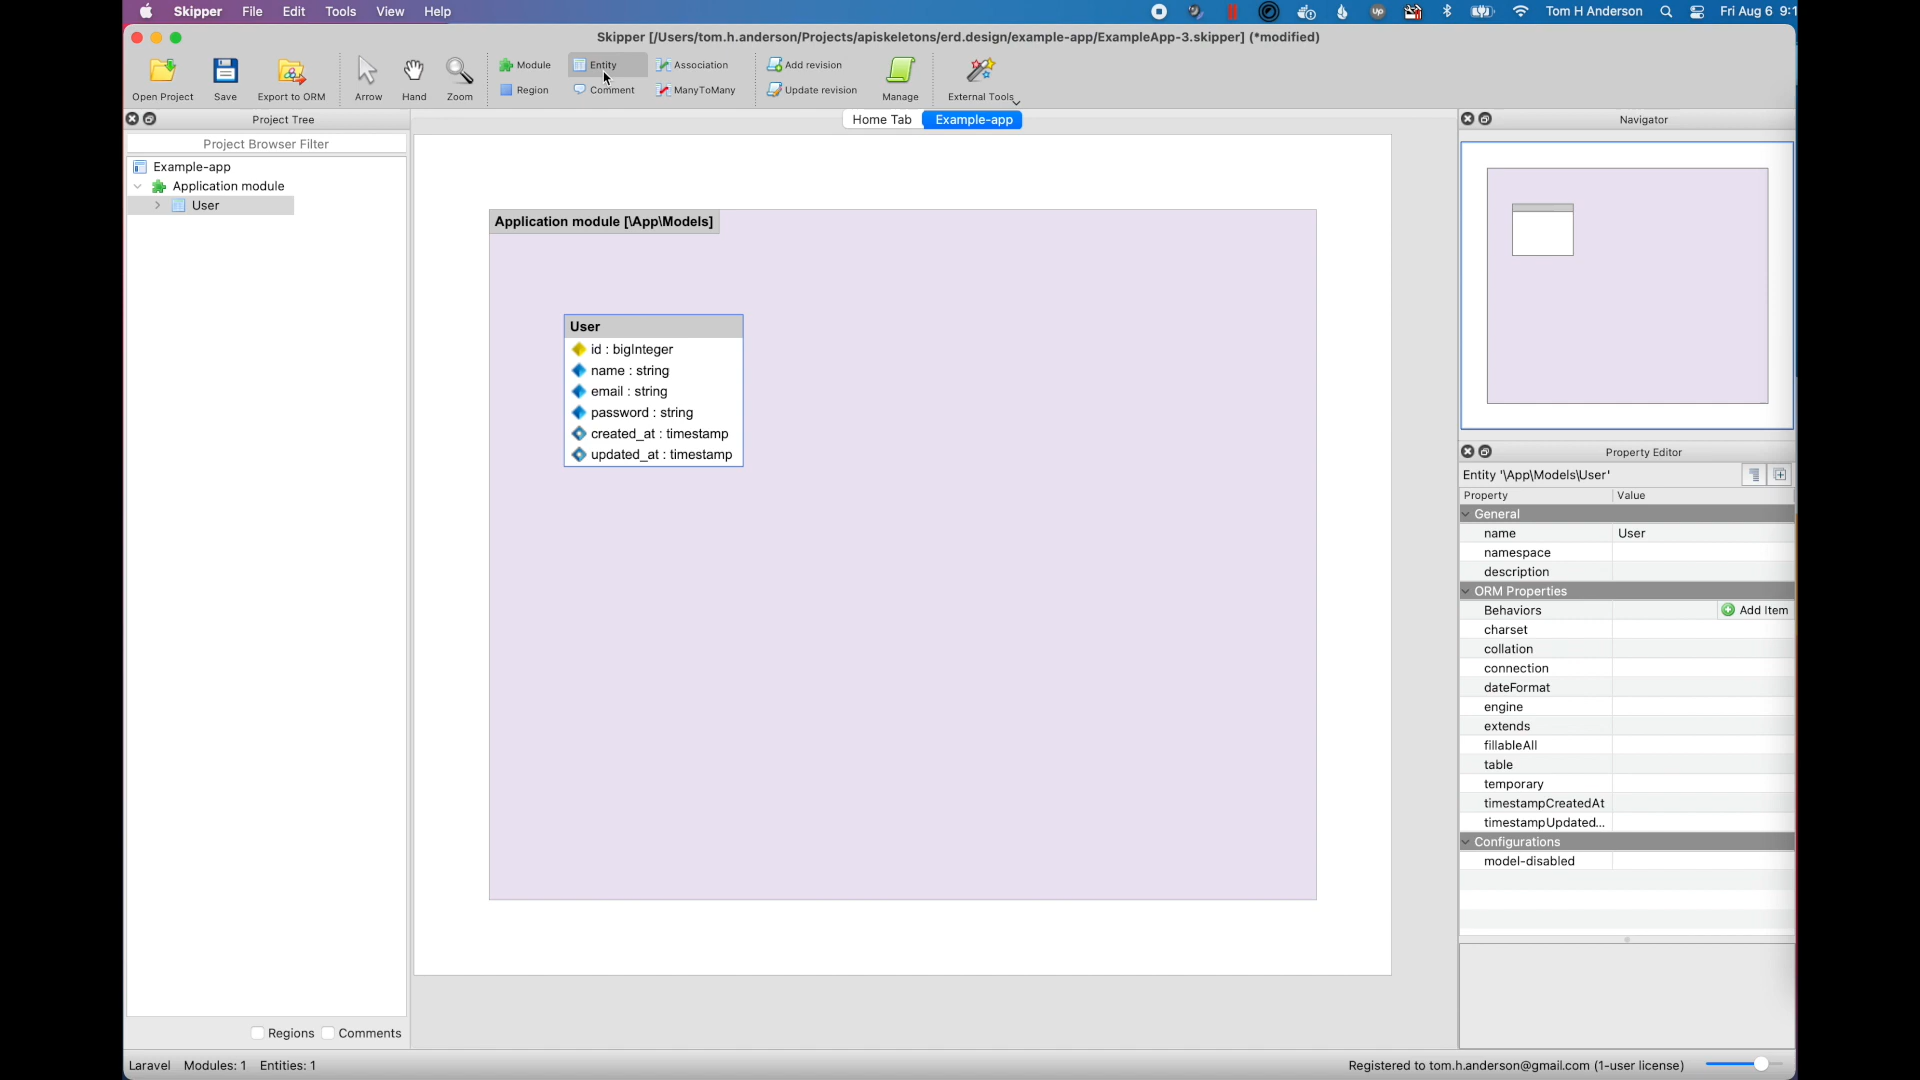 Skipper File Edit Tools View Help
UP Tom H Anderson Fri Aug 6 9:1
Skipper [/Users/tom.h.anderson/Projects/apiskeletons/erd.design/example-app/ExampleApp-3.skipper] (*modified)
Open Project Save Export to ORM Arrow Hand Zoom
Module Entity Association
Region Comment ManyToMany
Add revision
Update revision
Manage External Tools
Project Tree
Home Tab Example-app
Navigator
Project Browser Filter
Example-app
Application module
User
Application module [\App\Models]
User
id : bigInteger
name : string
email : string
password : string
created_at : timestamp
updated_at : timestamp
Property Editor
Entity '\App\Models\User'
Property Value
General
name User
namespace
description
ORM Properties
Behaviors Add Item
charset
collation
connection
dateFormat
engine
extends
fillableAll
table
temporary
timestampCreatedAt
timestampUpdated...
Configurations
model-disabled
Regions Comments
Laravel Modules: 1 Entities: 1
Registered to tom.h.anderson@gmail.com (1-user license)